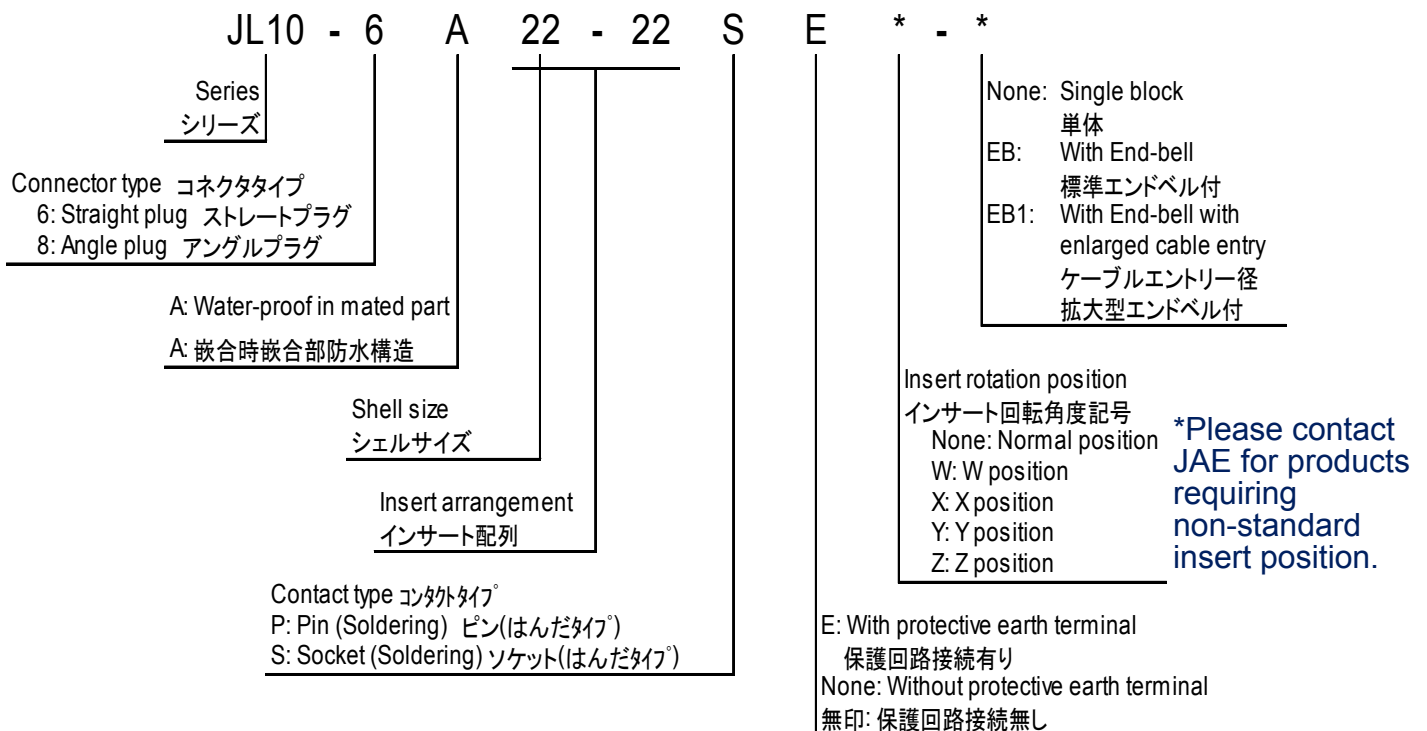 JL10 - 6 A 22 - 22 S E * - *
Series
シリーズ
Connector type コネクタタイプ
6: Straight plug ストレートプラグ
8: Angle plug アングルプラグ
A: Water-proof in mated part
A: 嵌合時嵌合部防水構造
Shell size
シェルサイズ
Insert arrangement
インサート配列
Contact type ｺﾝﾀｸﾄﾀｲﾌﾟ
P: Pin (Soldering) ピン(はんだﾀｲﾌﾟ)
S: Socket (Soldering) ソケット(はんだﾀｲﾌﾟ)
None: Single block
単体
EB: With End-bell
標準エンドベル付
EB1: With End-bell with
enlarged cable entry
ケーブルエントリー径
拡大型エンドベル付
Insert rotation position
インサート回転角度記号
None: Normal position
W: W position
X: X position
Y: Y position
Z: Z position
*Please contact
JAE for products
requiring
non-standard
insert position.
E: With protective earth terminal
保護回路接続有り
None: Without protective earth terminal
無印: 保護回路接続無し